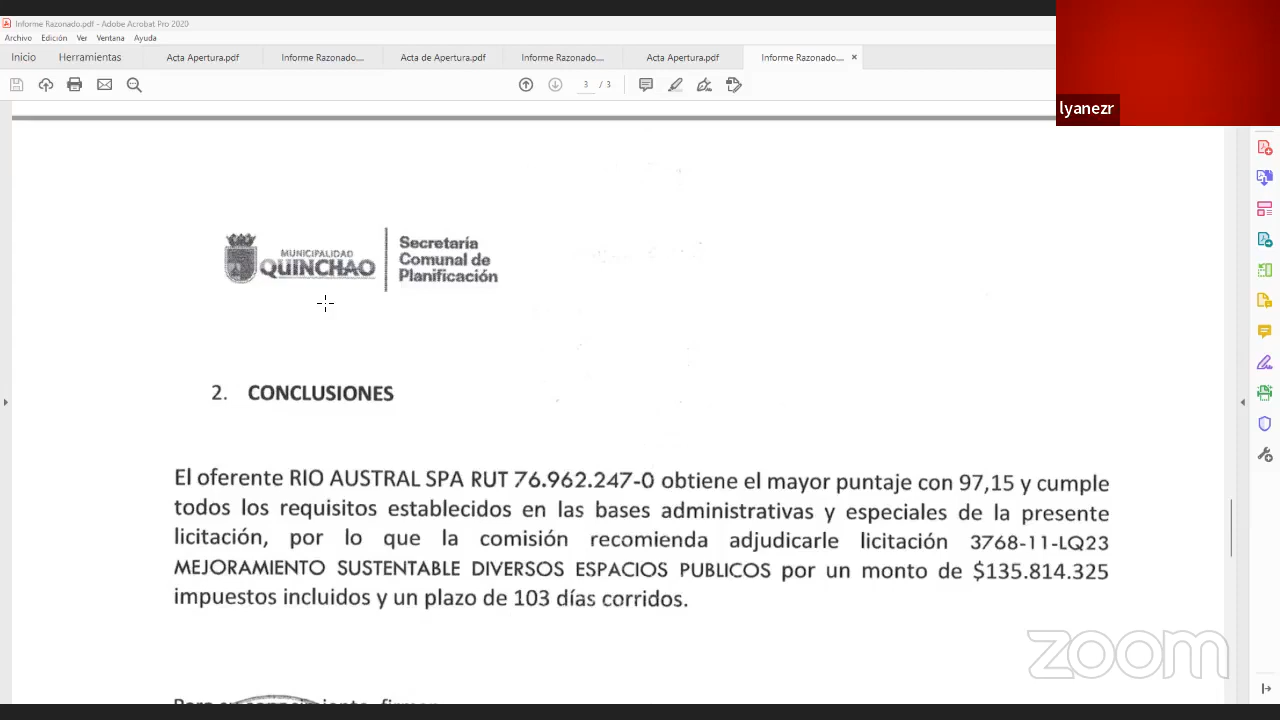 Informe Razonado.pdf - Adobe Acrobat Pro 2020
Archivo Edición Ver Ventana Ayuda
Inicio Herramientas Acta Apertura.pdf Informe Razonado.... Acta de Apertura.pdf Informe Razonado.... Acta Apertura.pdf Informe Razonado.... ×
3 / 3
lyanezr
MUNICIPALIDAD
QUINCHAO
Secretaría
Comunal de
Planificación
2. CONCLUSIONES
El oferente RIO AUSTRAL SPA RUT 76.962.247-0 obtiene el mayor puntaje con 97,15 y cumple
todos los requisitos establecidos en las bases administrativas y especiales de la presente
licitación, por lo que la comisión recomienda adjudicarle licitación 3768-11-LQ23
MEJORAMIENTO SUSTENTABLE DIVERSOS ESPACIOS PUBLICOS por un monto de $135.814.325
impuestos incluidos y un plazo de 103 días corridos.
zoom